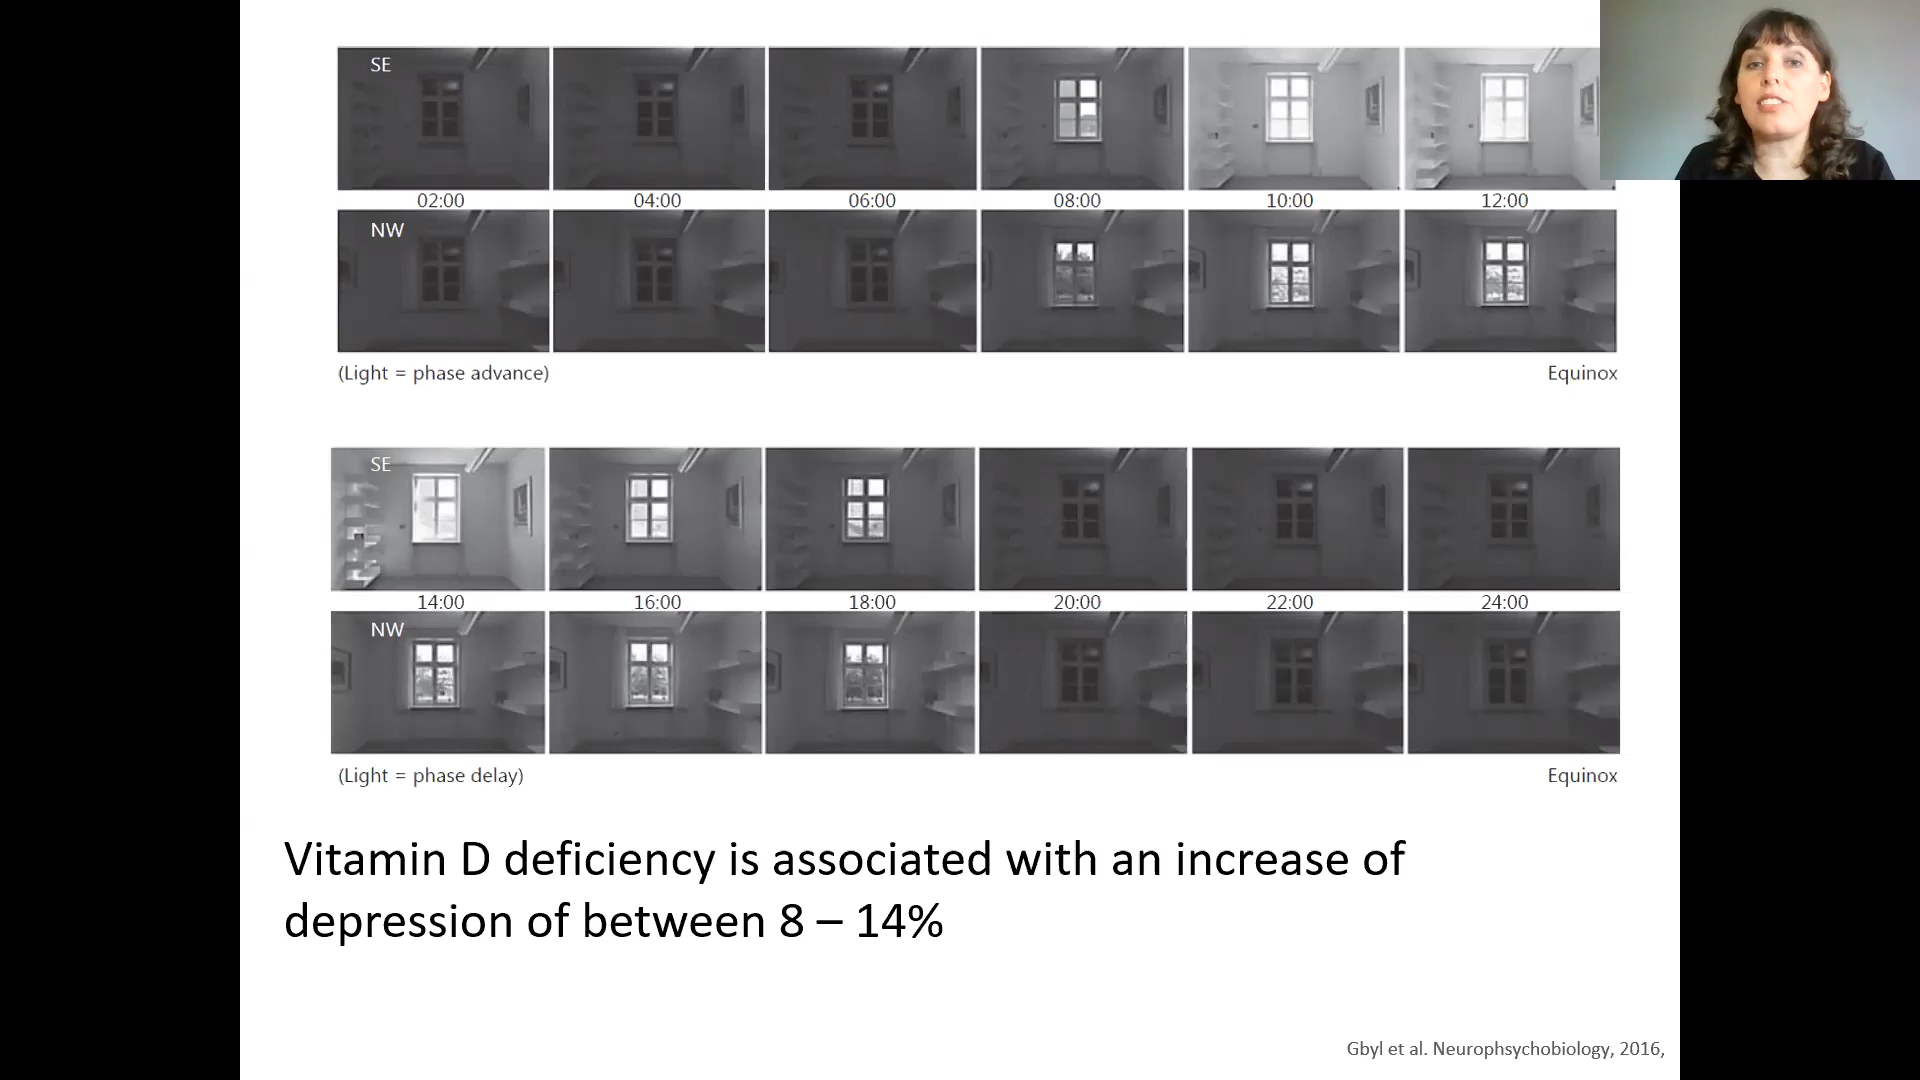 SE
02:00 04:00 06:00 08:00 10:00 12:00
NW
(Light = phase advance) Equinox
SE
14:00 16:00 18:00 20:00 22:00 24:00
NW
(Light = phase delay) Equinox
Vitamin D deficiency is associated with an increase of
depression of between 8 – 14%
Gbyl et al. Neurophsychobiology, 2016,